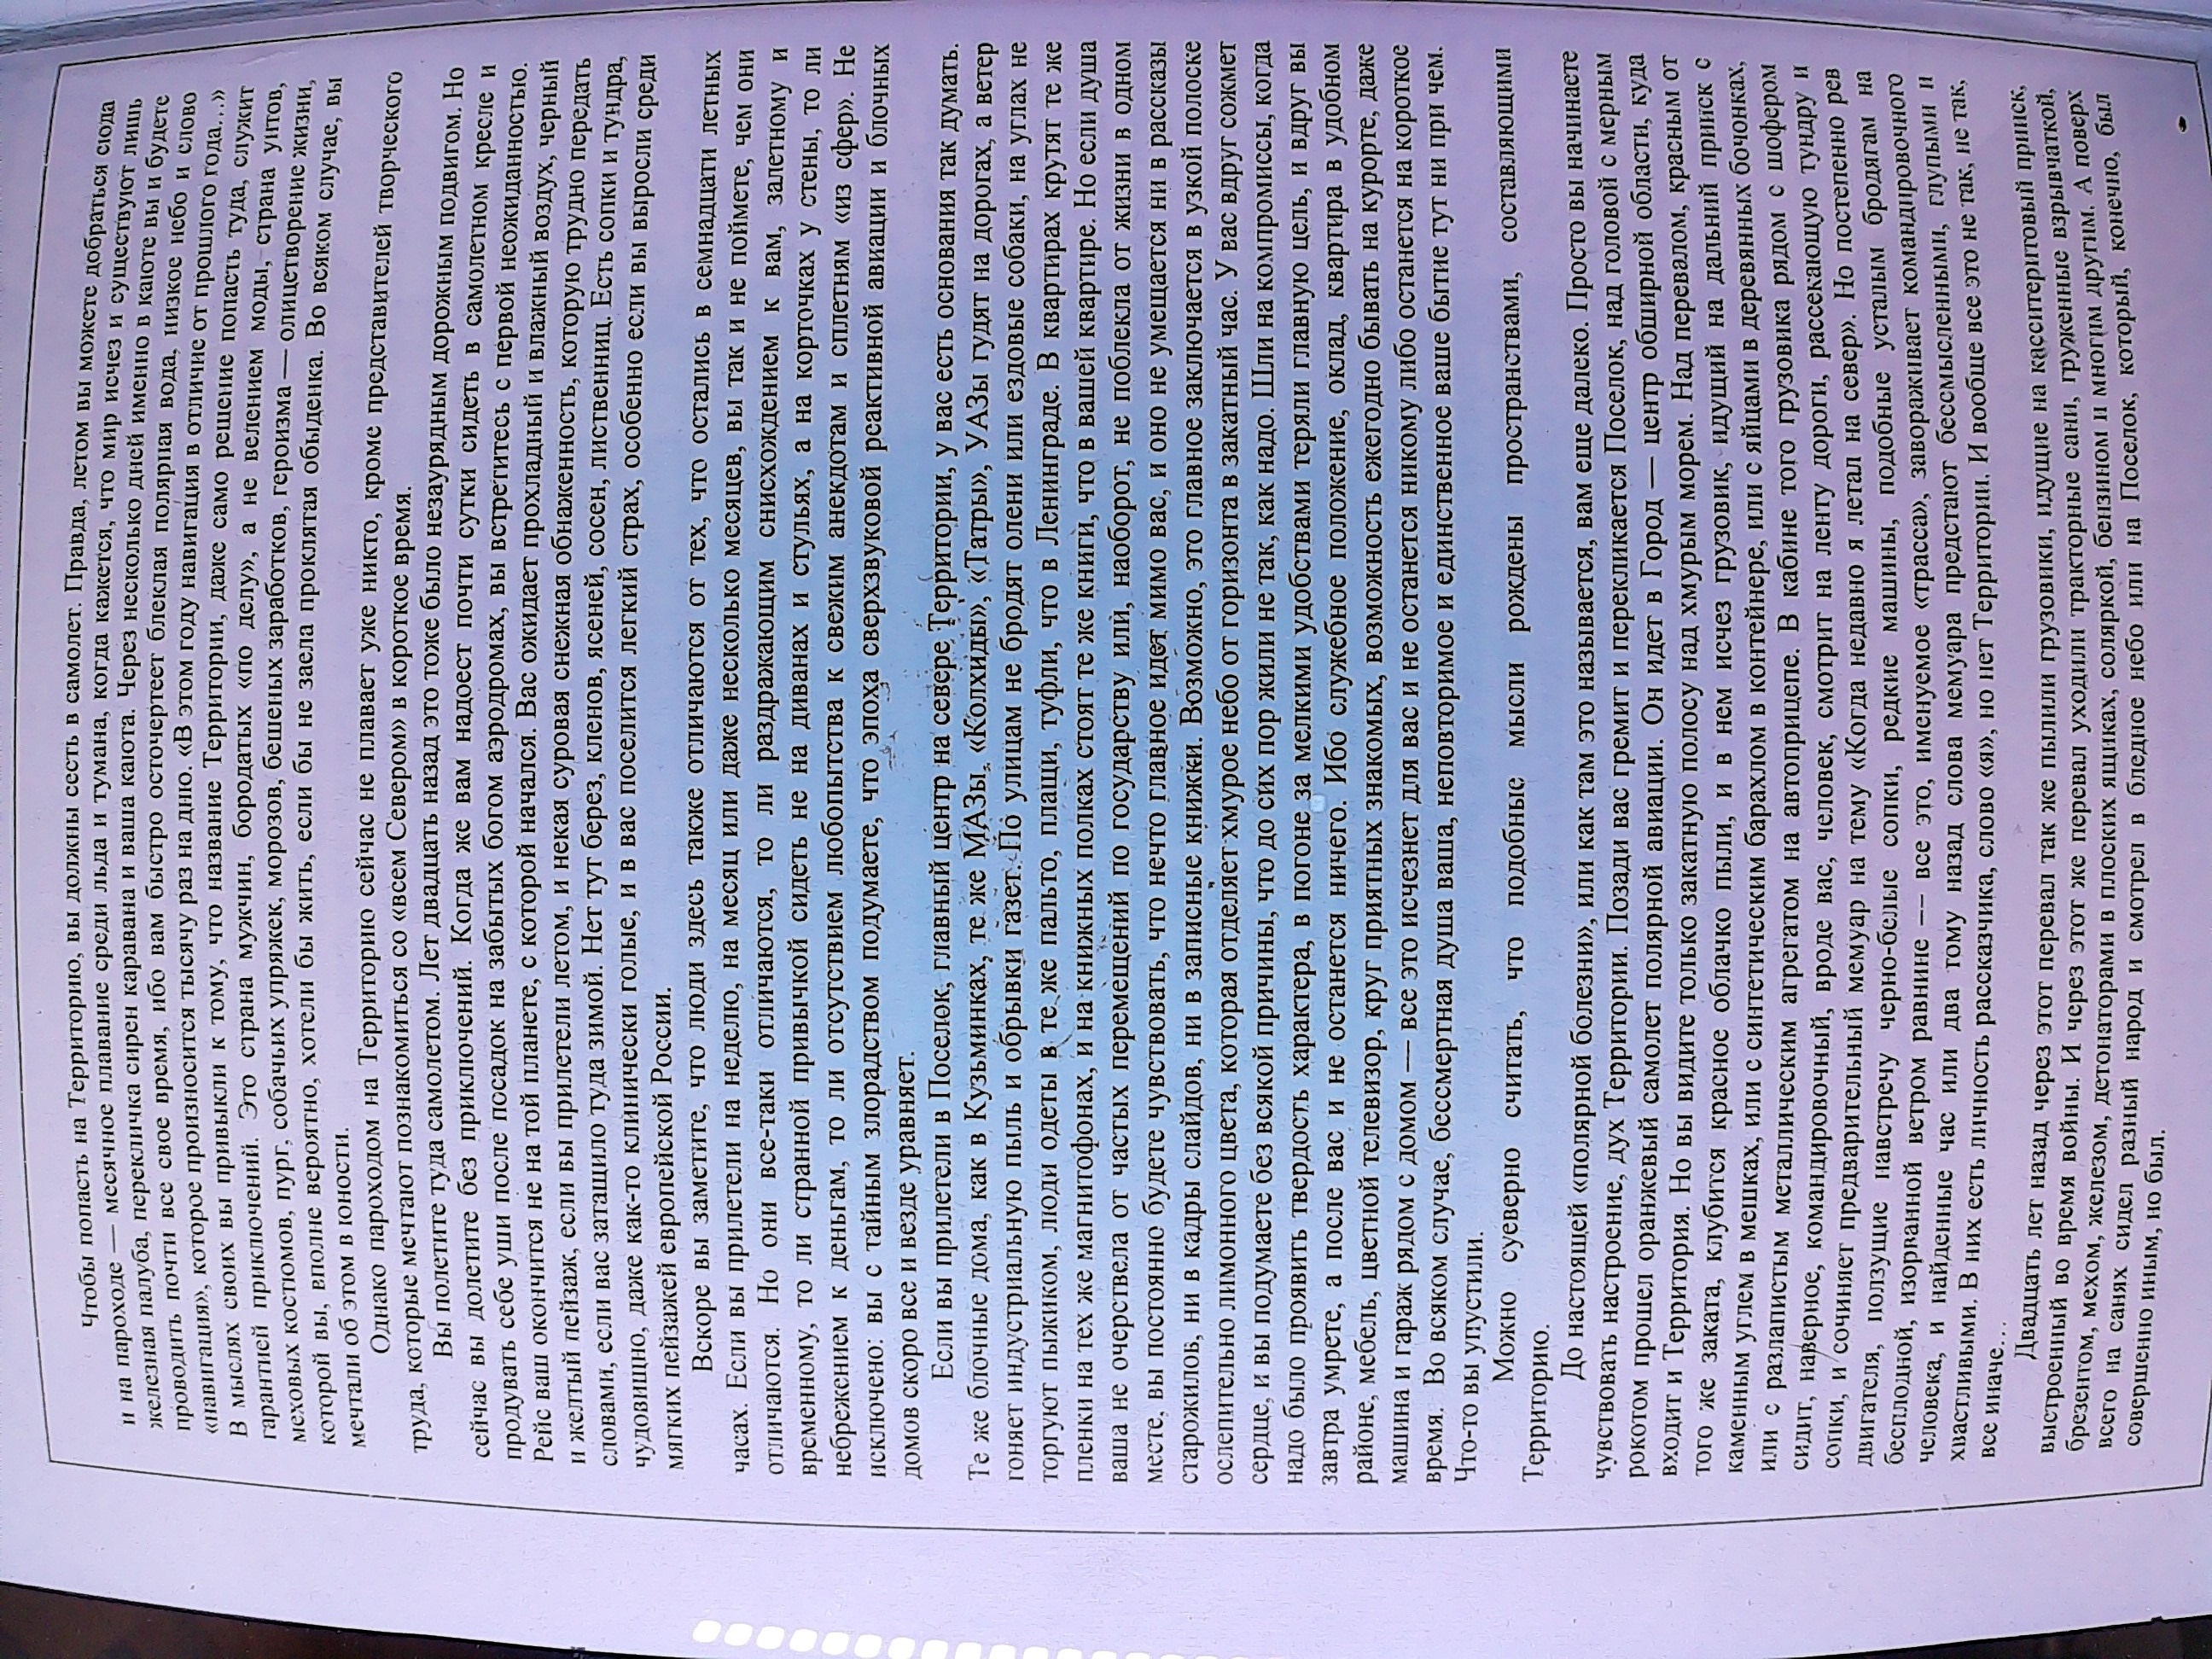 Чтобы попасть на Территорию, вы должны сесть в самолет. Правда, летом вы можете добраться сюда
и на пароходе — месячное плавание среди льда и тумана, когда кажется, что мир исчез и существуют лишь
железная палуба, перекличка сирен каравана и ваша каюта. Через несколько дней именно в каюте вы и будете
проводить почти все свое время, ибо вам быстро осточертеет блеклая полярная вода, низкое небо и слово
«навигация», которое произносится тысячу раз на дню. «В этом году навигация в отличие от прошлого года...»
В мыслях своих вы привыкли к тому, что название Территории, даже само решение попасть туда, служит
гарантией приключений. Это страна мужчин, бородатых «по делу», а не велением моды, страна унтов,
меховых костюмов, пург, собачьих упряжек, морозов, бешеных заработков, героизма — олицетворение жизни,
которой вы, вполне вероятно, хотели бы жить, если бы не заела проклятая обыденка. Во всяком случае, вы
мечтали об этом в юности.
Однако пароходом на Территорию сейчас не плавает уже никто, кроме представителей творческого
труда, которые мечтают познакомиться со «всем Севером» в короткое время.
Вы полетите туда самолетом. Лет двадцать назад это тоже было незаурядным дорожным подвигом. Но
сейчас вы долетите без приключений. Когда же вам надоест почти сутки сидеть в самолетном кресле и
продувать себе уши после посадок на забытых богом аэродромах, вы встретитесь с первой неожиданностью.
Рейс ваш окончится не на той планете, с которой начался. Вас ожидает прохладный и влажный воздух, черный
и желтый пейзаж, если вы прилетели летом, и некая суровая снежная обнаженность, которую трудно передать
словами, если вас затащило туда зимой. Нет тут берез, кленов, ясеней, сосен, лиственниц. Есть сопки и тундра,
чудовищно, даже как-то клинически голые, и в вас поселится легкий страх, особенно если вы выросли среди
мягких пейзажей европейской России.
Вскоре вы заметите, что люди здесь также отличаются от тех, что остались в семнадцати летных
часах. Если вы прилетели на неделю, на месяц или даже несколько месяцев, вы так и не поймете, чем они
отличаются. Но они все-таки отличаются, то ли раздражающим снисхождением к вам, залетному и
временному, то ли странной привычкой сидеть не на диванах и стульях, а на корточках у стены, то ли
небрежением к деньгам, то ли отсутствием любопытства к свежим анекдотам и сплетням «из сфер». Не
исключено: вы с тайным злорадством подумаете, что эпоха сверхзвуковой реактивной авиации и блочных
домов скоро все и везде уравняет.
Если вы прилетели в Поселок, главный центр на севере Территории, у вас есть основания так думать.
Те же блочные дома, как в Кузьминках, те же МАЗы, «Колхиды», «Татры», УАЗы гудят на дорогах, а ветер
гоняет индустриальную пыль и обрывки газет. По улицам не бродят олени или ездовые собаки, на углах не
торгуют пыжиком, люди одеты в те же пальто, плащи, туфли, что в Ленинграде. В квартирах крутят те же
пленки на тех же магнитофонах, и на книжных полках стоят те же книги, что в вашей квартире. Но если душа
ваша не очерствела от частых перемещений по государству или, наоборот, не поблекла от жизни в одном
месте, вы постоянно будете чувствовать, что нечто главное идет мимо вас, и оно не умещается ни в рассказы
старожилов, ни в кадры слайдов, ни в записные книжки. Возможно, это главное заключается в узкой полоске
ослепительно лимонного цвета, которая отделяет хмурое небо от горизонта в закатный час. У вас вдруг сожмет
сердце, и вы подумаете без всякой причины, что до сих пор жили не так, как надо. Шли на компромиссы, когда
надо было проявить твердость характера, в погоне за мелкими удобствами теряли главную цель, и вдруг вы
завтра умрете, а после вас и не останется ничего. Ибо служебное положение, оклад, квартира в удобном
районе, мебель, цветной телевизор, круг приятных знакомых, возможность ежегодно бывать на курорте, даже
машина и гараж рядом с домом — все это исчезнет для вас и не останется никому либо останется на короткое
время. Во всяком случае, бессмертная душа ваша, неповторимое и единственное ваше бытие тут ни при чем.
Что-то вы упустили.
Можно суеверно считать, что подобные мысли рождены пространствами, составляющими
Территорию.
До настоящей «полярной болезни», или как там это называется, вам еще далеко. Просто вы начинаете
чувствовать настроение, дух Территории. Позади вас гремит и перекликается Поселок, над головой с мерным
рокотом прошел оранжевый самолет полярной авиации. Он идет в Город — центр обширной области, куда
входит и Территория. Но вы видите только закатную полосу над хмурым морем. Над перевалом, красным от
того же заката, клубится красное облачко пыли, и в нем исчез грузовик, идущий на дальний прииск с
каменным углем в мешках, или с синтетическим барахлом в контейнере, или с яйцами в деревянных бочонках,
или с разлапистым металлическим агрегатом на автоприцепе. В кабине того грузовика рядом с шофером
сидит, наверное, командировочный, вроде вас, человек, смотрит на ленту дороги, рассекающую тундру и
сопки, и сочиняет предварительный мемуар на тему «Когда недавно я летал на север». Но постепенно рев
двигателя, ползущие навстречу черно-белые сопки, редкие машины, подобные усталым бродягам на
бесплодной, изорванной ветром равнине — все это, именуемое «трасса», завораживает командировочного
человека, и найденные час или два тому назад слова мемуара предстают бессмысленными, глупыми и
хвастливыми. В них есть личность рассказчика, слово «я», но нет Территории. И вообще все это не так, не так,
все иначе...
Двадцать лет назад через этот перевал так же пылили грузовики, идущие на касситеритовый прииск,
выстроенный во время войны. И через этот же перевал уходили тракторные сани, груженные взрывчаткой,
брезентом, мехом, железом, детонаторами в плоских ящиках, соляркой, бензином и многим другим. А поверх
всего на санях сидел разный народ и смотрел в бледное небо или на Поселок, который, конечно, был
совершенно иным, но был.